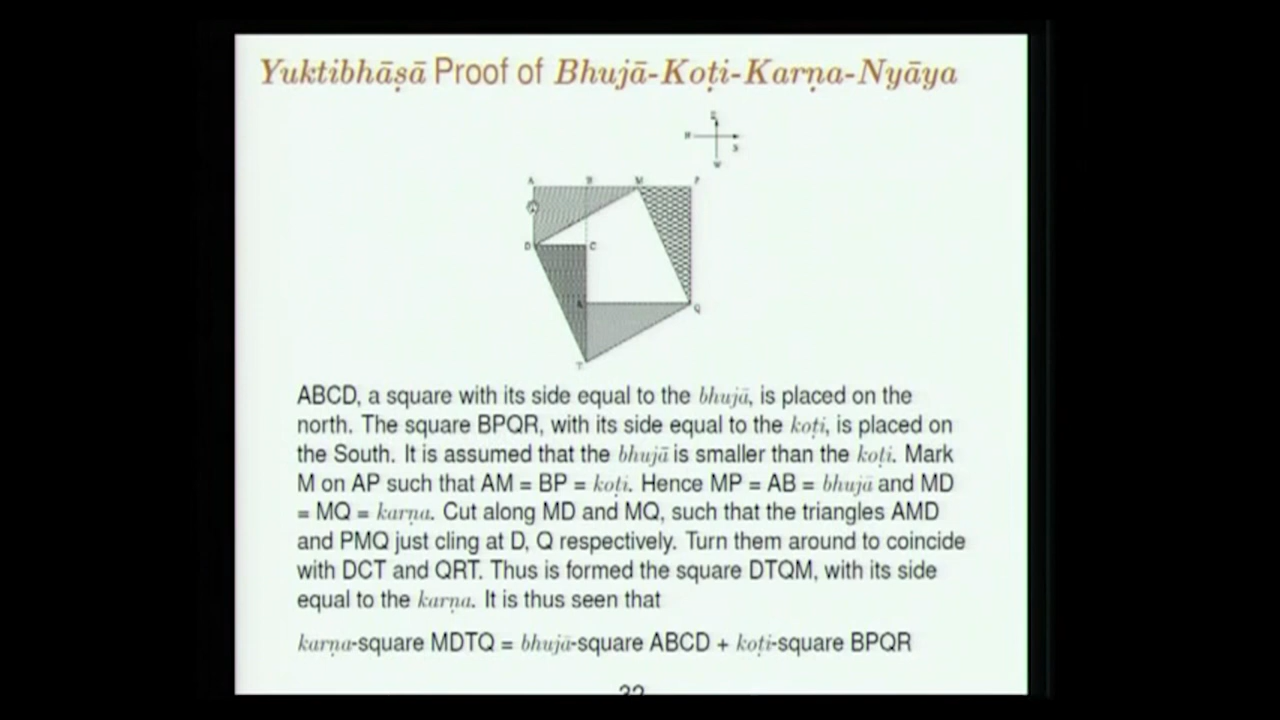 Yuktibhāṣā Proof of Bhujā-Koṭi-Karṇa-Nyāya
E
N
S
W
A B M P
D C
R Q
T
ABCD, a square with its side equal to the bhujā, is placed on the
north. The square BPQR, with its side equal to the koṭi, is placed on
the South. It is assumed that the bhujā is smaller than the koṭi. Mark
M on AP such that AM = BP = koṭi. Hence MP = AB = bhujā and MD
= MQ = karṇa. Cut along MD and MQ, such that the triangles AMD
and PMQ just cling at D, Q respectively. Turn them around to coincide
with DCT and QRT. Thus is formed the square DTQM, with its side
equal to the karṇa. It is thus seen that
karṇa-square MDTQ = bhujā-square ABCD + koṭi-square BPQR
32